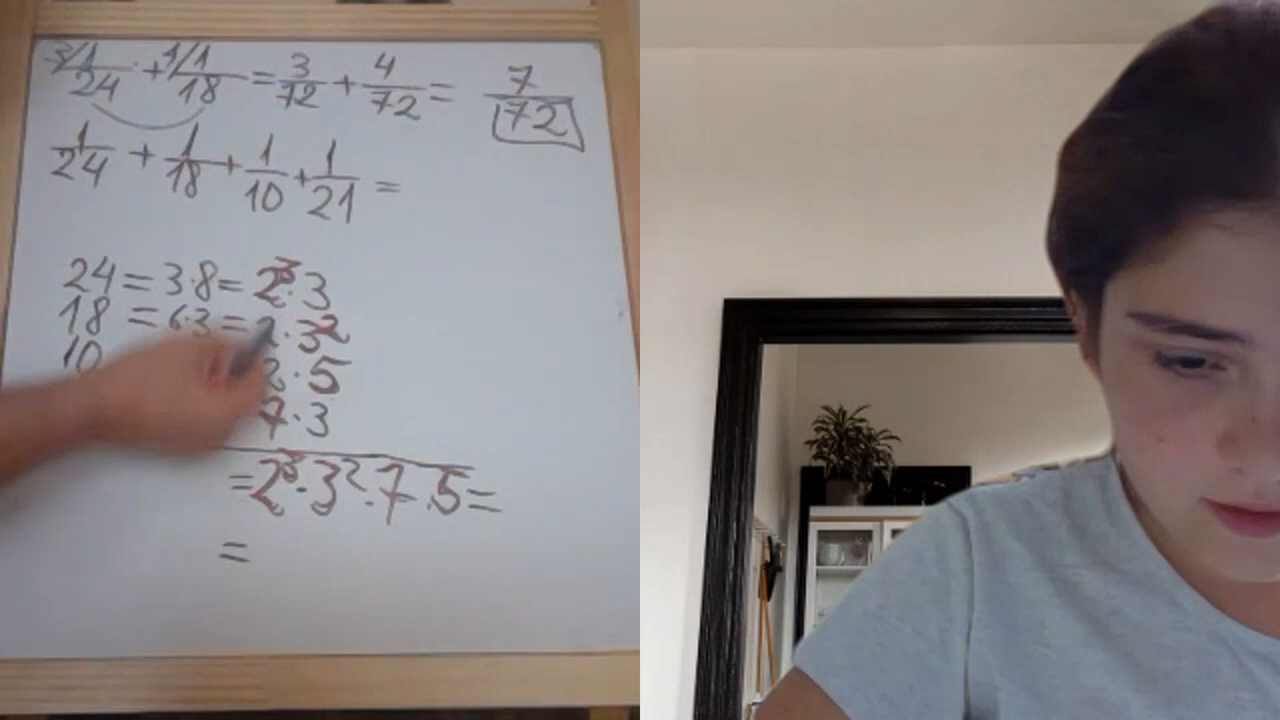 3/1/24 + 4/1/18 = 3/72 + 4/72 = 7/72
1/24 + 1/18 + 1/10 + 1/21 =
24 = 3·8 = 2³·3
18 = 6·3 = 2·3²
10 2·5
7·3
= 2³·3²·7·5 =
=